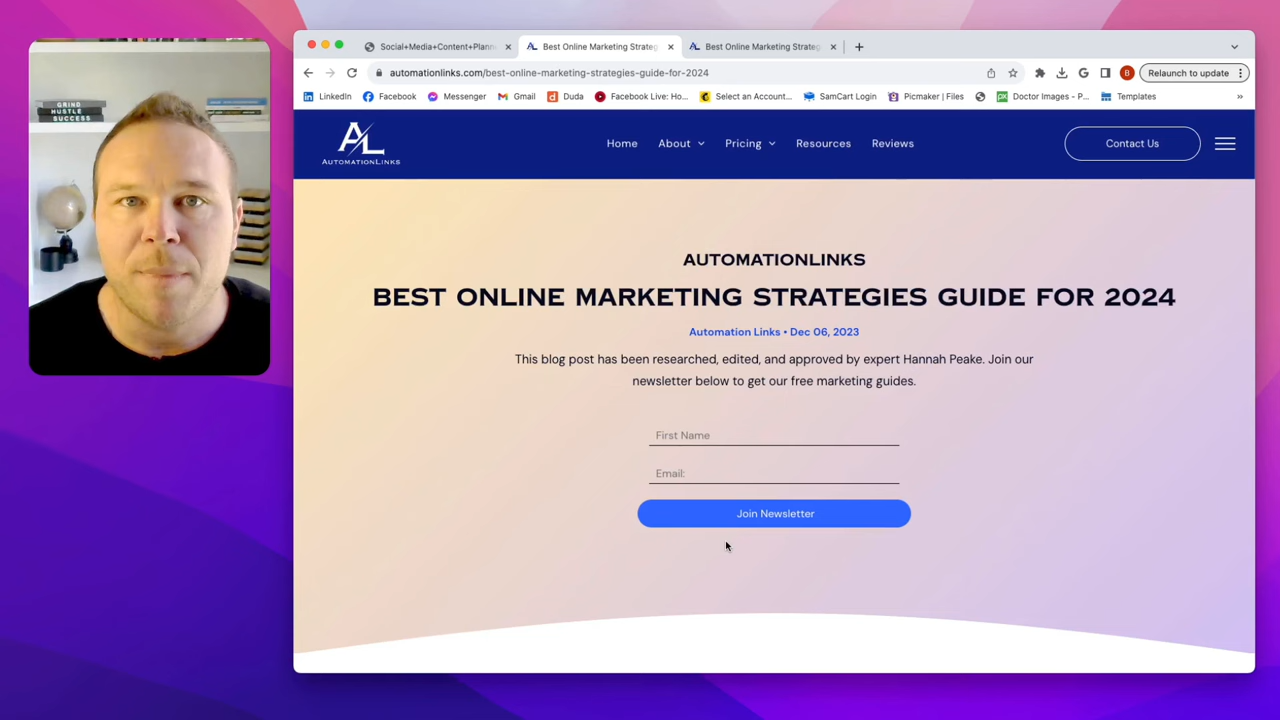 GRIND
HUSTLE
SUCCESS
Social+Media+Content+Plann
Best Online Marketing Strateg
Best Online Marketing Strateg
automationlinks.com/best-online-marketing-strategies-guide-for-2024
B
Relaunch to update
LinkedIn
Facebook
Messenger
Gmail
Duda
Facebook Live: Ho...
Select an Account...
SamCart Login
Picmaker | Files
Doctor Images - P...
Templates
»
AL
AUTOMATIONLINKS
Home
About
Pricing
Resources
Reviews
Contact Us
AUTOMATIONLINKS
BEST ONLINE MARKETING STRATEGIES GUIDE FOR 2024
Automation Links • Dec 06, 2023
This blog post has been researched, edited, and approved by expert Hannah Peake. Join our
newsletter below to get our free marketing guides.
First Name
Email:
Join Newsletter